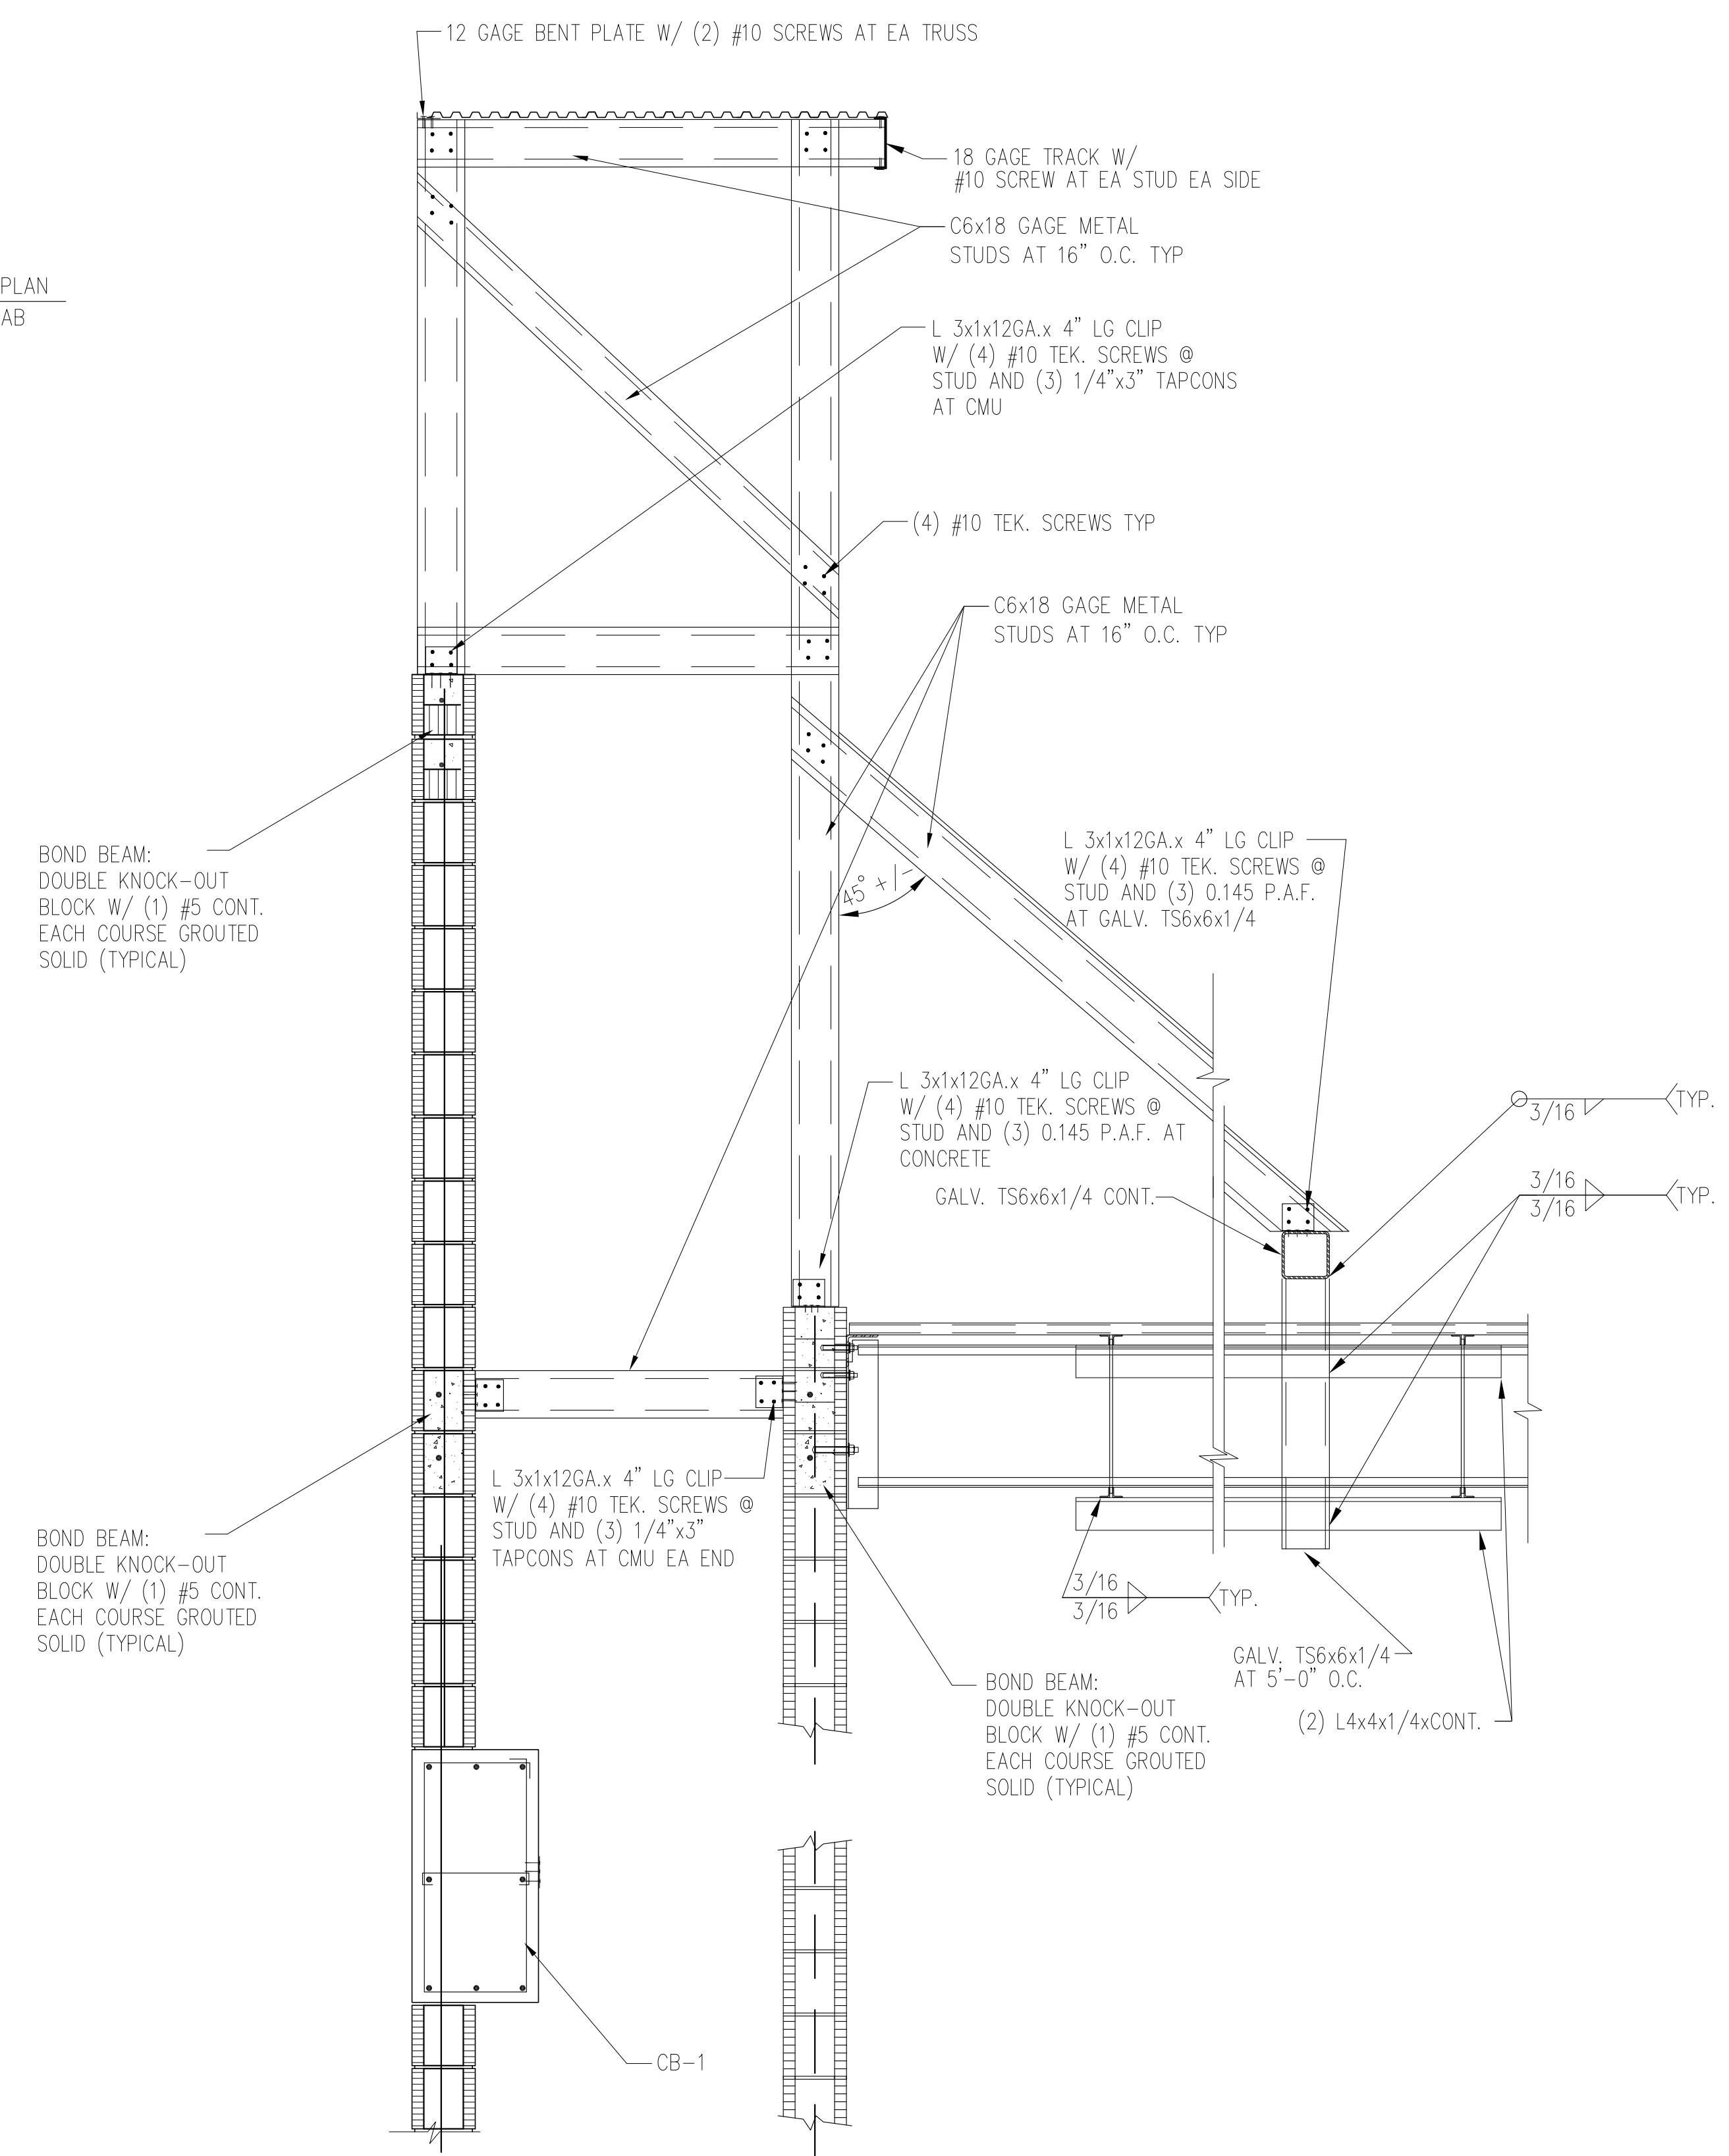 12 GAGE BENT PLATE W/ (2) #10 SCREWS AT EA TRUSS
18 GAGE TRACK W/
#10 SCREW AT EA STUD EA SIDE
C6x18 GAGE METAL
STUDS AT 16" O.C. TYP
PLAN
AB
L 3x1x12GA.x 4" LG CLIP
W/ (4) #10 TEK. SCREWS @
STUD AND (3) 1/4"x3" TAPCONS
AT CMU
(4) #10 TEK. SCREWS TYP
C6x18 GAGE METAL
STUDS AT 16" O.C. TYP
BOND BEAM:
DOUBLE KNOCK-OUT
BLOCK W/ (1) #5 CONT.
EACH COURSE GROUTED
SOLID (TYPICAL)
45° +/-
L 3x1x12GA.x 4" LG CLIP
W/ (4) #10 TEK. SCREWS @
STUD AND (3) 0.145 P.A.F.
AT GALV. TS6x6x1/4
L 3x1x12GA.x 4" LG CLIP
W/ (4) #10 TEK. SCREWS @
STUD AND (3) 0.145 P.A.F. AT
CONCRETE
GALV. TS6x6x1/4 CONT.
3/16 TYP.
3/16
3/16 TYP.
L 3x1x12GA.x 4" LG CLIP
W/ (4) #10 TEK. SCREWS @
STUD AND (3) 1/4"x3"
TAPCONS AT CMU EA END
BOND BEAM:
DOUBLE KNOCK-OUT
BLOCK W/ (1) #5 CONT.
EACH COURSE GROUTED
SOLID (TYPICAL)
3/16
3/16 TYP.
GALV. TS6x6x1/4
AT 5'-0" O.C.
(2) L4x4x1/4xCONT.
BOND BEAM:
DOUBLE KNOCK-OUT
BLOCK W/ (1) #5 CONT.
EACH COURSE GROUTED
SOLID (TYPICAL)
CB-1